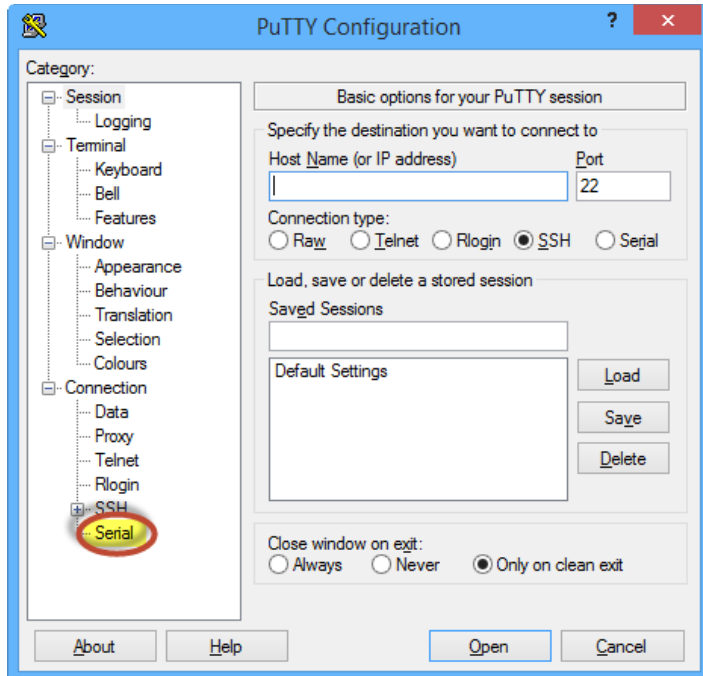 PuTTY Configuration
?
Category:
Session
Logging
Terminal
Keyboard
Bell
Features
Window
Appearance
Behaviour
Translation
Selection
Colours
Connection
Data
Proxy
Telnet
Rlogin
SSH
Serial
Basic options for your PuTTY session
Specify the destination you want to connect to
Host Name (or IP address) Port
22
Connection type:
Raw Telnet Rlogin SSH Serial
Load, save or delete a stored session
Saved Sessions
Default Settings
Load
Save
Delete
Close window on exit:
Always Never Only on clean exit
About Help Open Cancel